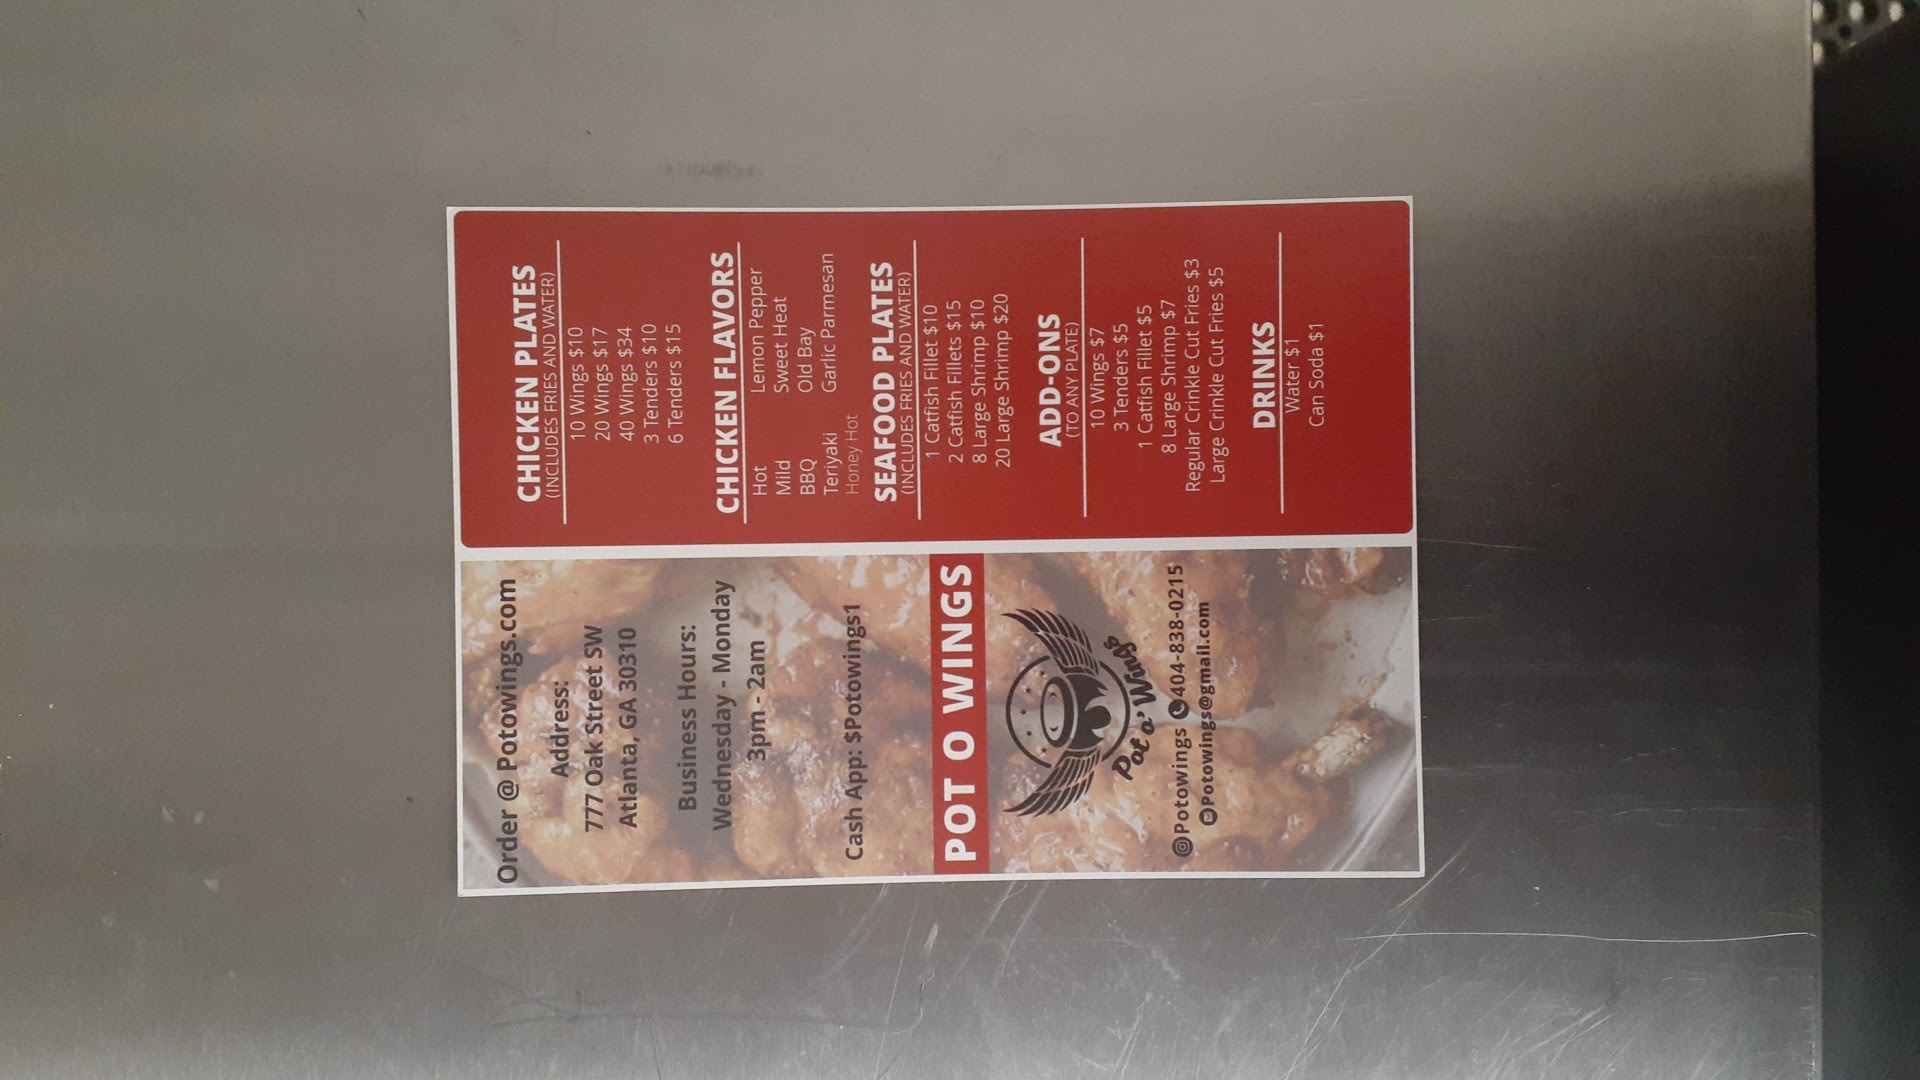 Order @ Potowings.com
Address:
777 Oak Street SW
Atlanta, GA 30310
Business Hours:
Wednesday - Monday
3pm - 2am
Cash App: $Potowings1
POT O WINGS
Pot o' Wings
Potowings 404-838-0215
Potowings@gmail.com
CHICKEN PLATES
(INCLUDES FRIES AND WATER)
10 Wings $10
20 Wings $17
40 Wings $34
3 Tenders $10
6 Tenders $15
CHICKEN FLAVORS
Hot Lemon Pepper
Mild Sweet Heat
BBQ Old Bay
Teriyaki Garlic Parmesan
Honey Hot
SEAFOOD PLATES
(INCLUDES FRIES AND WATER)
1 Catfish Fillet $10
2 Catfish Fillets $15
8 Large Shrimp $10
20 Large Shrimp $20
ADD-ONS
(TO ANY PLATE)
10 Wings $7
3 Tenders $5
1 Catfish Fillet $5
8 Large Shrimp $7
Regular Crinkle Cut Fries $3
Large Crinkle Cut Fries $5
DRINKS
Water $1
Can Soda $1